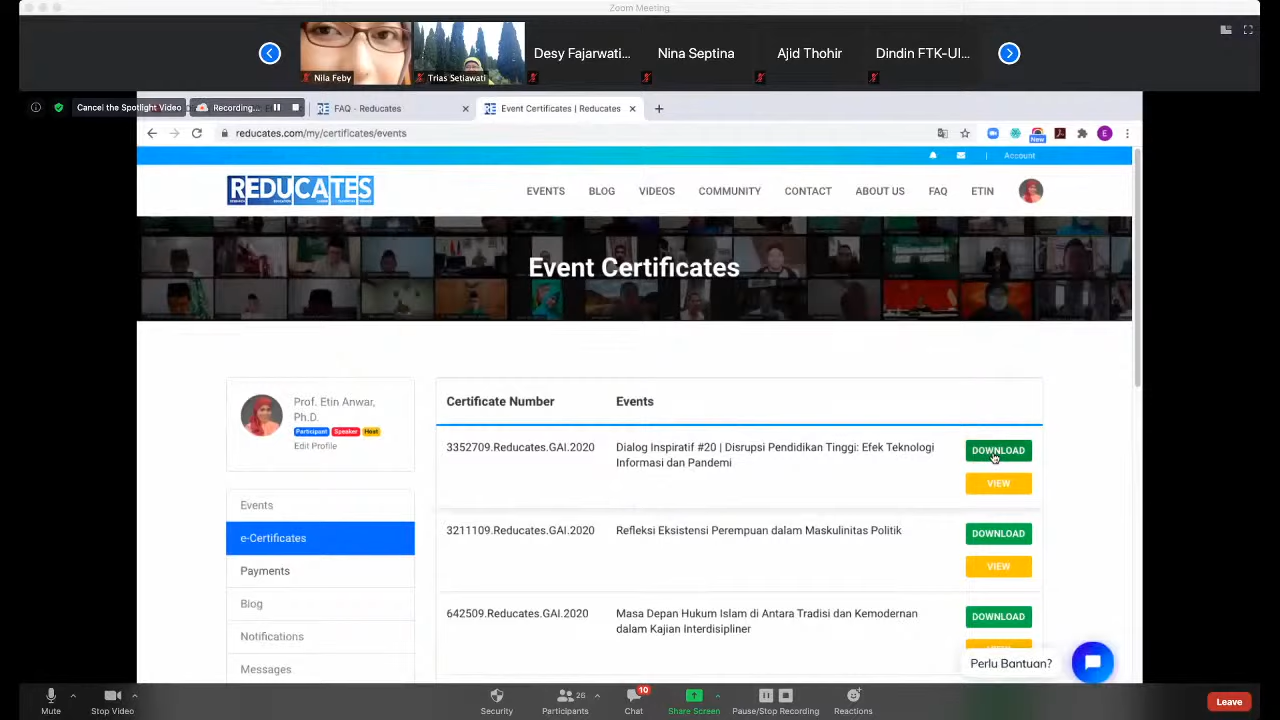 Zoom Meeting
Nila Feby
Trias Setiawati
Desy Fajarwati...
Nina Septina
Ajid Thohir
Dindin FTK-UI...
Cancel the Spotlight Video
Recording...
FAQ - Reducates
Event Certificates | Reducates
reducates.com/my/certificates/events
New
E
Account
REDUCATES
EVENTS
BLOG
VIDEOS
COMMUNITY
CONTACT
ABOUT US
FAQ
ETIN
Event Certificates
Prof. Etin Anwar,
Ph.D.
Participant
Speaker
Host
Edit Profile
Events
e-Certificates
Payments
Blog
Notifications
Messages
Certificate Number
Events
3352709.Reducates.GAI.2020
Dialog Inspiratif #20 | Disrupsi Pendidikan Tinggi: Efek Teknologi
Informasi dan Pandemi
DOWNLOAD
VIEW
3211109.Reducates.GAI.2020
Refleksi Eksistensi Perempuan dalam Maskulinitas Politik
DOWNLOAD
VIEW
642509.Reducates.GAI.2020
Masa Depan Hukum Islam di Antara Tradisi dan Kemodernan
dalam Kajian Interdisipliner
DOWNLOAD
Perlu Bantuan?
Mute
Stop Video
Security
26
Participants
10
Chat
Share Screen
Pause/Stop Recording
Reactions
Leave